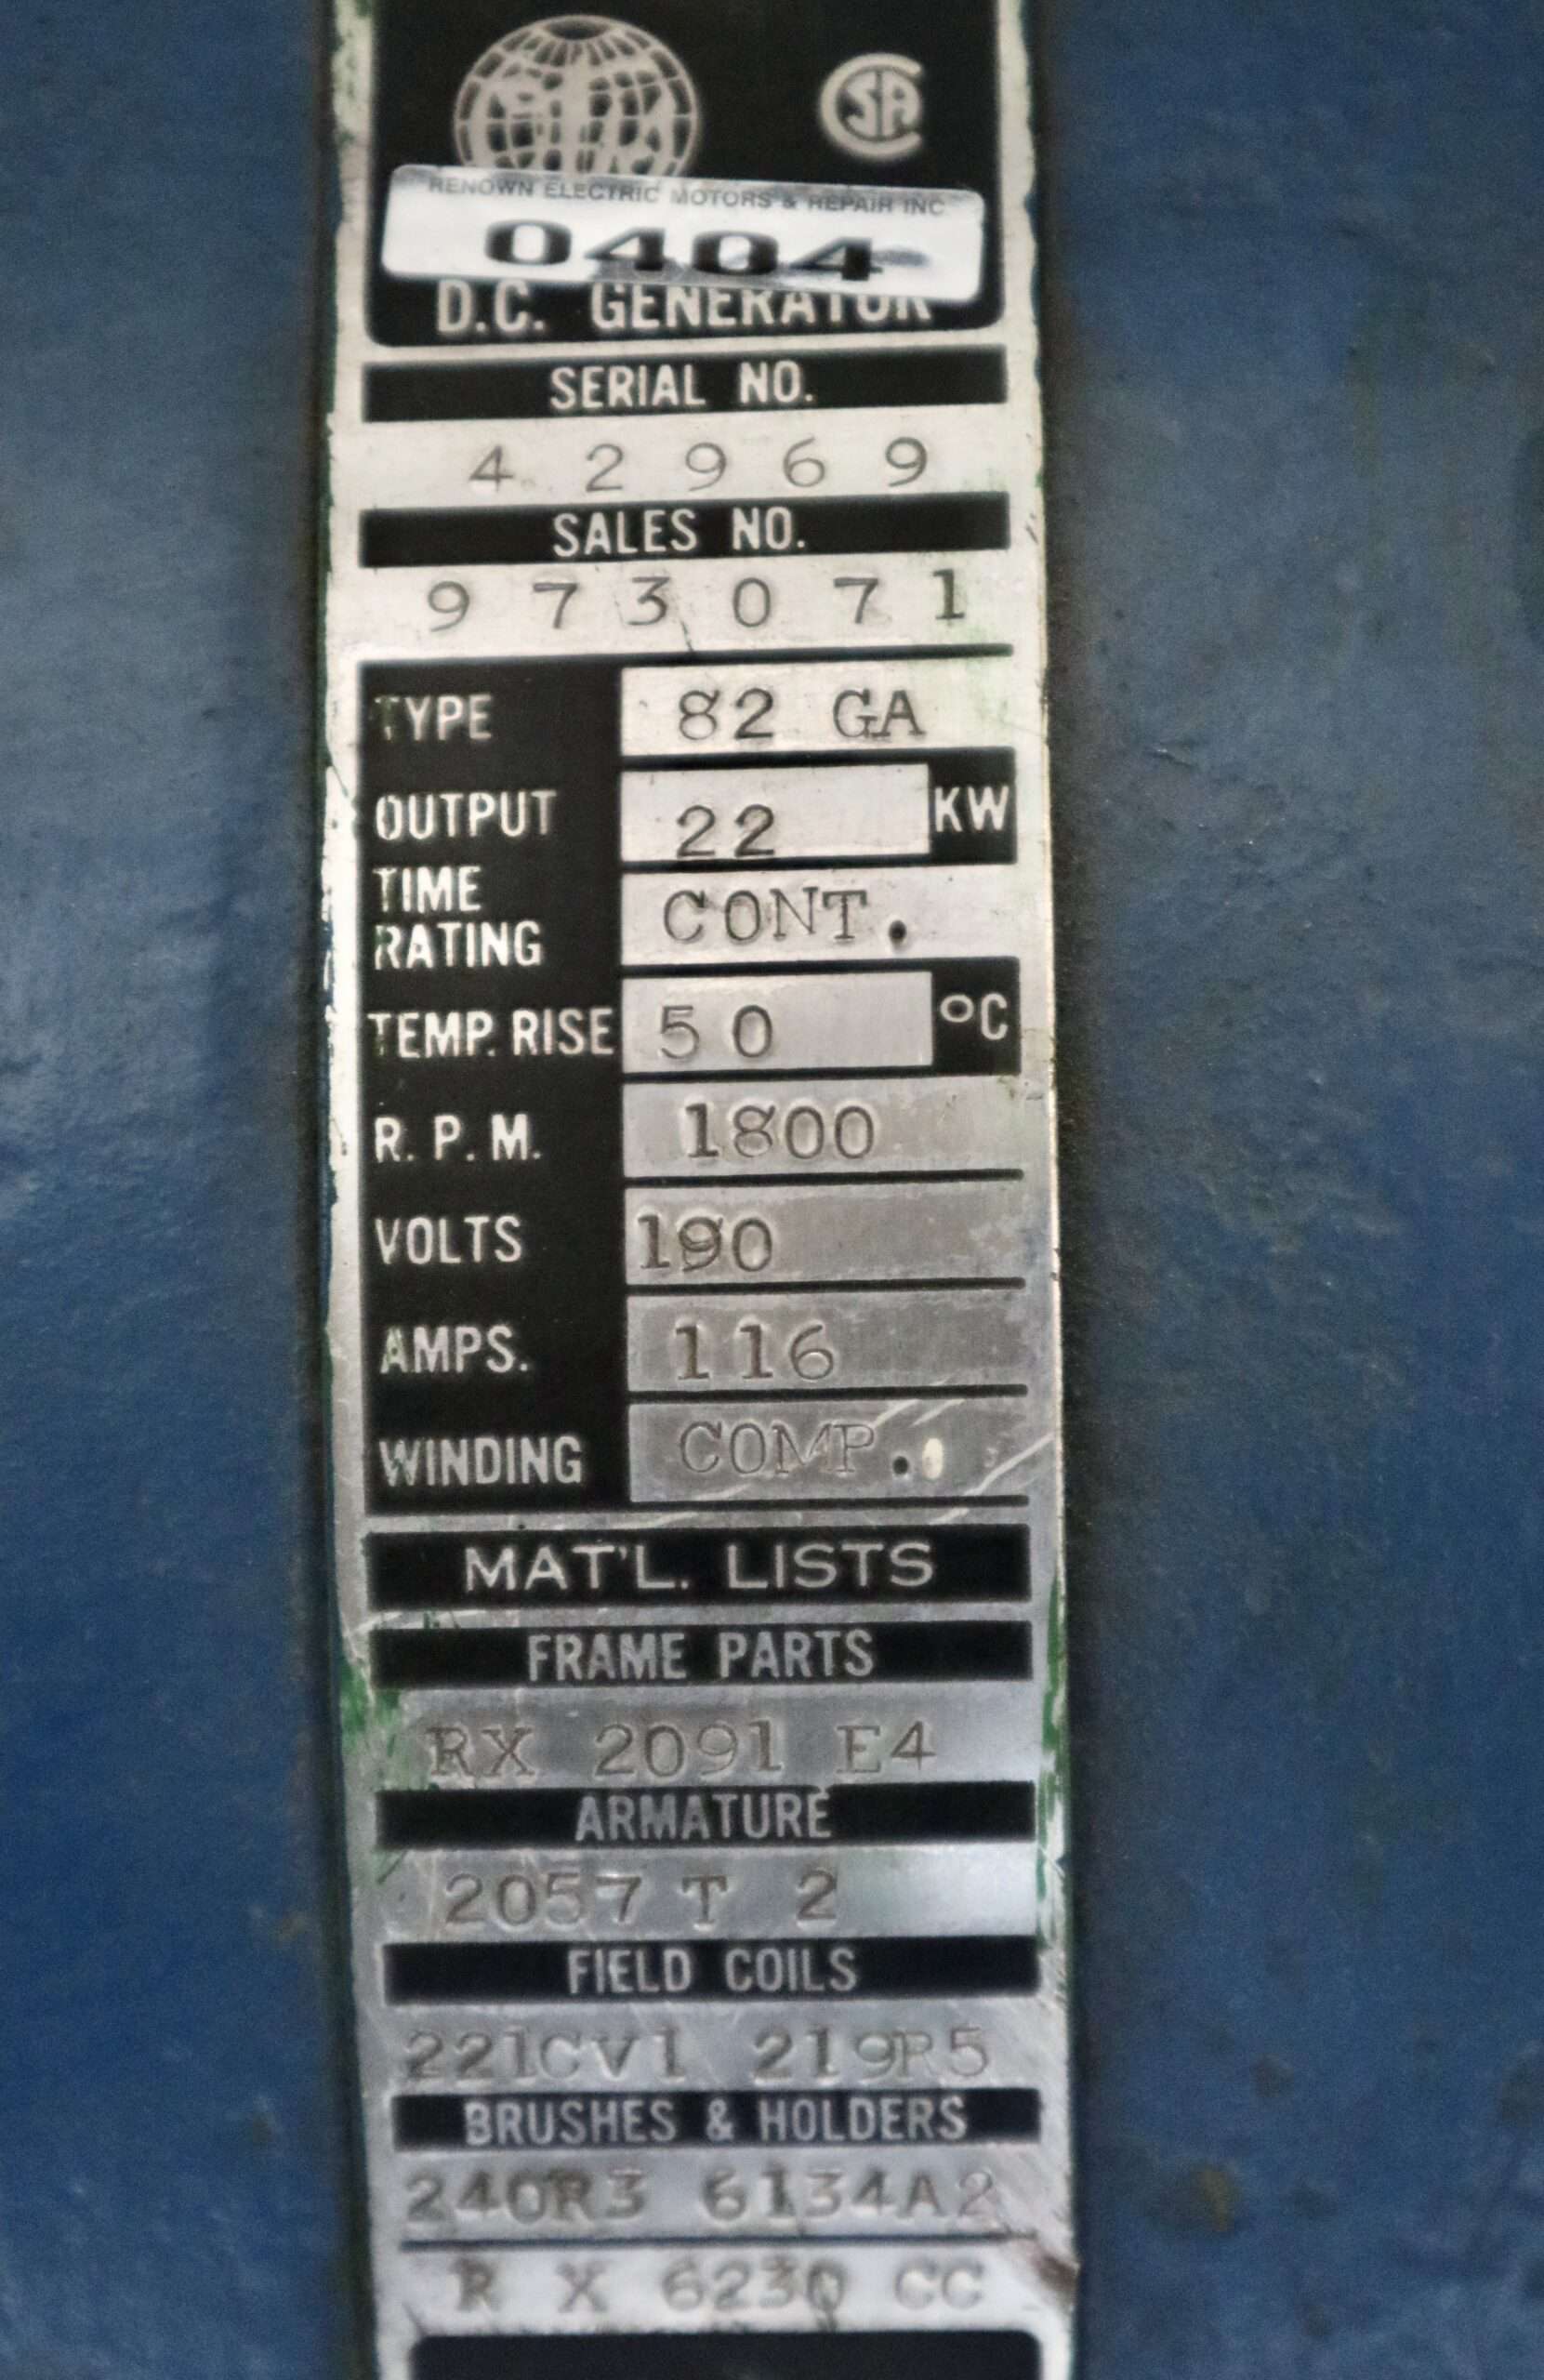 OTIS
CSA
RENOWN ELECTRIC MOTORS & REPAIR INC
0404
D.C. GENERATOR
SERIAL NO.
4 2 9 6 9
SALES NO.
9 7 3 0 7 1
TYPE 82 GA
OUTPUT 22 KW
TIME
RATING CONT.
TEMP. RISE 50 °C
R. P. M. 1800
VOLTS 190
AMPS. 116
WINDING COMP.
MAT'L. LISTS
FRAME PARTS
RX 2091 E4
ARMATURE
2057 T 2
FIELD COILS
221CV1 219R5
BRUSHES & HOLDERS
240R3 6134A2
R X 6230 CC